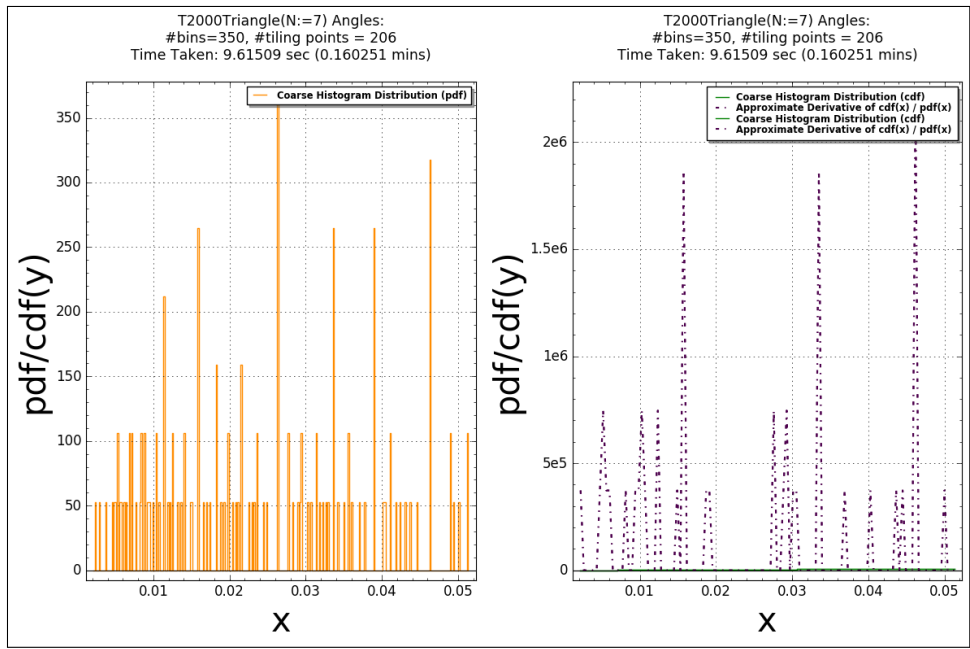 T2000Triangle(N:=7) Angles:
#bins=350, #tiling points = 206
Time Taken: 9.61509 sec (0.160251 mins)
Coarse Histogram Distribution (pdf)
350
300
250
200
150
100
50
0
0.01
0.02
0.03
0.04
0.05
pdf/cdf(y)
x
T2000Triangle(N:=7) Angles:
#bins=350, #tiling points = 206
Time Taken: 9.61509 sec (0.160251 mins)
Coarse Histogram Distribution (cdf)
Approximate Derivative of cdf(x) / pdf(x)
Coarse Histogram Distribution (cdf)
Approximate Derivative of cdf(x) / pdf(x)
2e6
1.5e6
1e6
5e5
0
0.01
0.02
0.03
0.04
0.05
pdf/cdf(y)
x